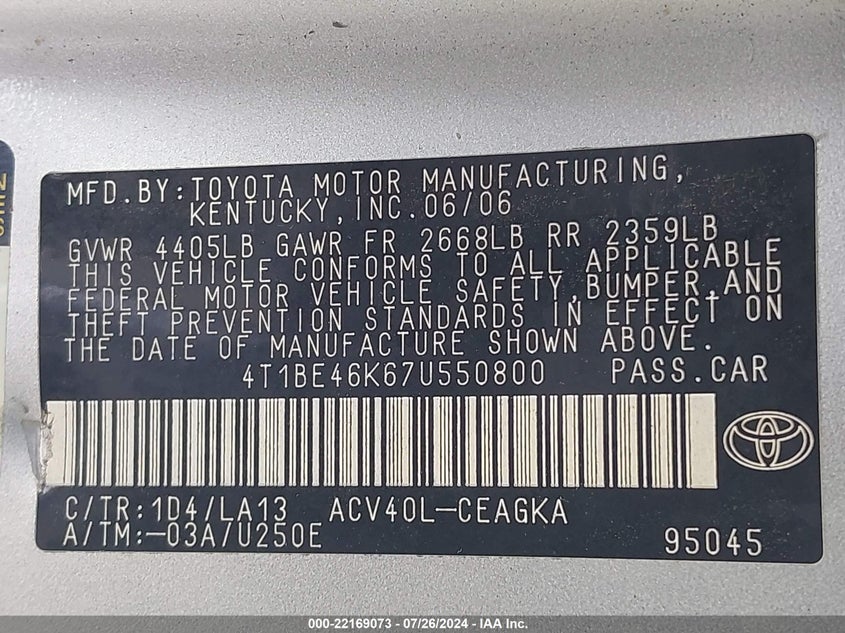 MFD.BY:TOYOTA MOTOR MANUFACTURING,
KENTUCKY,INC.06/06
GVWR 4405LB GAWR FR 2668LB RR 2359LB
THIS VEHICLE CONFORMS TO ALL APPLICABLE
FEDERAL MOTOR VEHICLE SAFETY,BUMPER,AND
THEFT PREVENTION STANDARDS IN EFFECT ON
THE DATE OF MANUFACTURE SHOWN ABOVE.
4T1BE46K67U550800 PASS.CAR
C/TR:1D4/LA13 ACV40L-CEAGKA
A/TM:-03A/U250E 95045
000-22169073 - 07/26/2024 - IAA Inc.